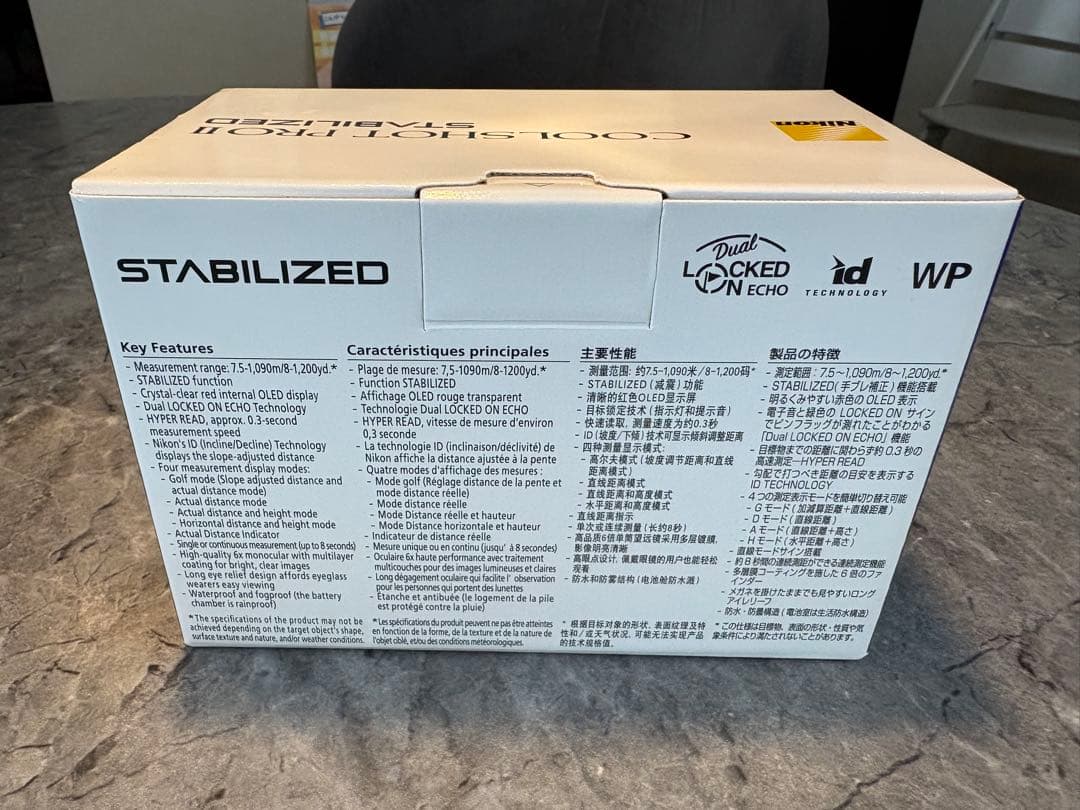 Nikon
COOLSHOT PRO II
STABILIZED
STABILIZED
Dual
LOCKED
ON ECHO
id
TECHNOLOGY
WP
Key Features
- Measurement range: 7.5-1,090m/8-1,200yd.*
- STABILIZED function
- Crystal-clear red internal OLED display
- Dual LOCKED ON ECHO Technology
- HYPER READ, approx. 0.3-second
measurement speed
- Nikon's ID (Incline/Decline) Technology
displays the slope-adjusted distance
- Four measurement display modes:
- Golf mode (Slope adjusted distance and
actual distance mode)
- Actual distance mode
- Actual distance and height mode
- Horizontal distance and height mode
- Actual Distance Indicator
- Single or continuous measurement (up to 8 seconds)
- High-quality 6x monocular with multilayer
coating for bright, clear images
- Long eye relief design affords eyeglass
wearers easy viewing
- Waterproof and fogproof (the battery
chamber is rainproof)
*The specifications of the product may not be
achieved depending on the target object's shape,
surface texture and nature, and/or weather conditions.
Caractéristiques principales
- Plage de mesure: 7,5-1090m/8-1200yd.*
- Function STABILIZED
- Affichage OLED rouge transparent
- Technologie Dual LOCKED ON ECHO
- HYPER READ, vitesse de mesure d'environ
0,3 seconde
- La technologie ID (inclinaison/déclivité) de
Nikon affiche la distance ajustée à la pente
- Quatre modes d'affichage des mesures :
- Mode golf (Réglage distance de la pente et
mode distance réelle)
- Mode distance réelle
- Mode Distance réelle et hauteur
- Mode Distance horizontale et hauteur
- Indicateur de distance réelle
- Mesure unique ou en continu (jusqu' à 8 secondes)
- Oculaire 6x haute performance avec traitement
multicouches pour des images lumineuses et claires
- Long dégagement oculaire qui facilite l' observation
pour les personnes qui portent des lunettes
- Étanche et antibuée (le logement de la pile
est protégé contre la pluie)
*Les spécifications du produit peuvent ne pas être atteintes
en fonction de la forme, de la texture et de la nature de
l'objet ciblé, et/ou des conditions météorologiques.
主要性能
- 测量范围: 约7.5-1,090米/8-1,200码*
- STABILIZED (减震) 功能
- 清晰的红色OLED显示屏
- 目标锁定技术 (指示灯和提示音)
- 快速读取, 测量速度为约0.3秒
- ID (坡度/下倾) 技术可显示倾斜调整距离
- 四种测量显示模式:
- 高尔夫模式 (坡度调节距离和直线
距离模式)
- 直线距离模式
- 直线距离和高度模式
- 水平距离和高度模式
- 直线距离指示
- 单次或连续测量 (长约8秒)
- 高品质6倍单筒望远镜采用多层镀膜,
影像明亮清晰
- 高眼点设计, 佩戴眼镜的用户也能轻松
观看
- 防水和防雾结构 (电池舱防水溅)
* 根据目标对象的形状、表面纹理及特
性和/或天气状况, 可能无法实现产品
的技术规格值。
製品の特徴
- 測定範囲：7.5～1,090m/8～1,200yd.*
- STABILIZED(手ブレ補正) 機能搭載
- 明るくみやすい赤色の OLED 表示
- 電子音と緑色の LOCKED ON サイン
でピンフラッグが測れたことがわかる
「Dual LOCKED ON ECHO」機能
- 目標物までの距離に関わらず約 0.3 秒の
高速測定―HYPER READ
- 勾配で打つべき距離の目安を表示する
ID TECHNOLOGY
- 4つの測定表示モードを簡単切り替え可能
- G モード (加減算距離＋直線距離)
- D モード (直線距離)
- A モード (直線距離＋高さ)
- H モード (水平距離＋高さ)
- 直線モードサイン搭載
- 約8秒間の連続測距ができる連続測定機能
- 多層膜コーティングを施した 6 倍のファ
インダー
- メガネを掛けたままでも見やすいロング
アイレリーフ
- 防水・防曇構造 (電池室は生活防水構造)
* この仕様は目標物、表面の形状・性質や気
象条件により満たされないことがあります。